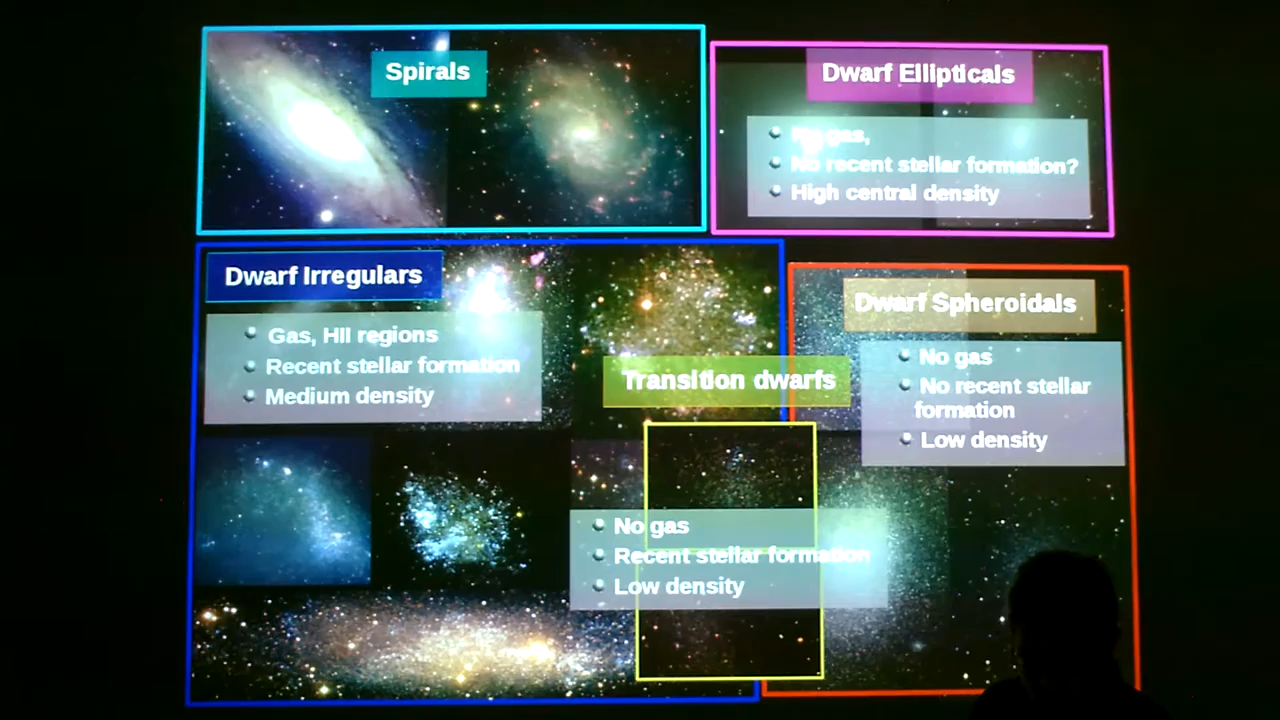 Spirals
Dwarf Ellipticals
No gas,
No recent stellar formation?
High central density
Dwarf Irregulars
Gas, HII regions
Recent stellar formation
Medium density
Dwarf Spheroidals
No gas
No recent stellar
formation
Low density
Transition dwarfs
No gas
Recent stellar formation
Low density